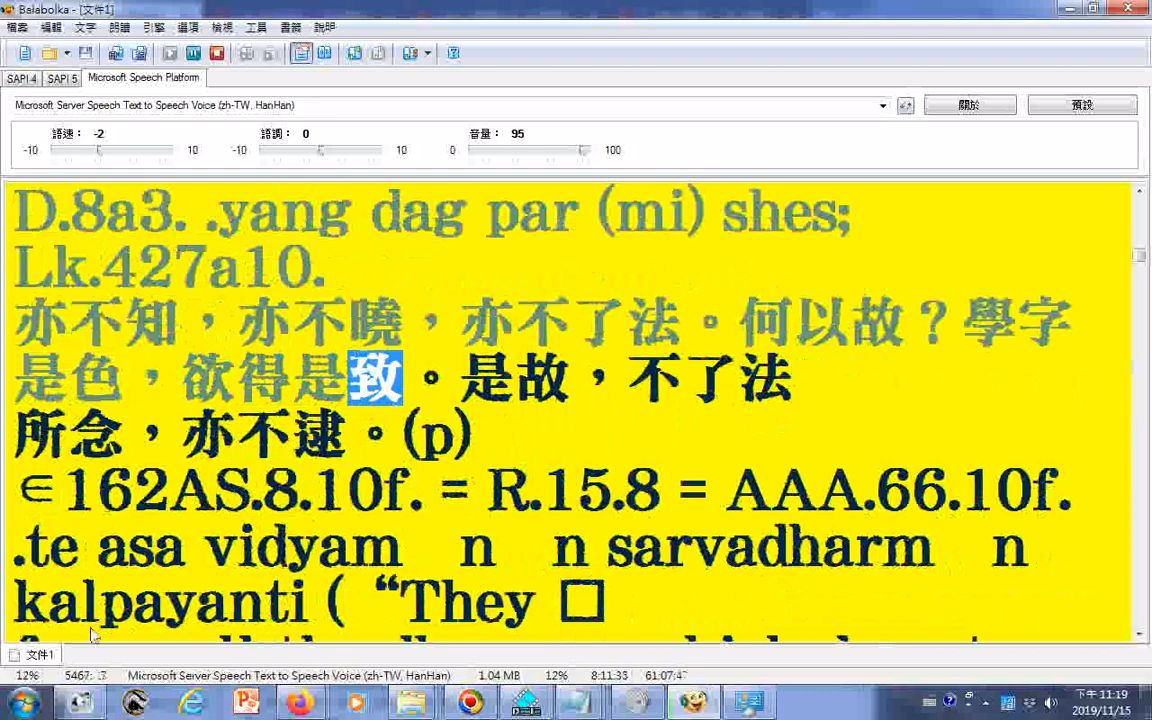 Balabolka - [文件1]
檔案 編輯 文字 朗讀 引擎 選項 檢視 工具 書籤 說明
SAPI 4 SAPI 5 Microsoft Speech Platform
Microsoft Server Speech Text to Speech Voice (zh-TW, HanHan) 關於 預設
語速： -2 語調： 0 音量： 95
-10 10 -10 10 0 100
D.8a3. .yang dag par (mi) shes;
Lk.427a10.
亦不知，亦不曉，亦不了法。何以故？學字
是色，欲得是致。是故，不了法
所念，亦不逮。(p)
∈162AS.8.10f. = R.15.8 = AAA.66.10f.
.te asa vidyam n n sarvadharm n
kalpayanti ( “They □
文件1
12% Microsoft Server Speech Text to Speech Voice (zh-TW, HanHan) 1.04 MB 12% 8:11:33
下午 11:19
2019/11/15